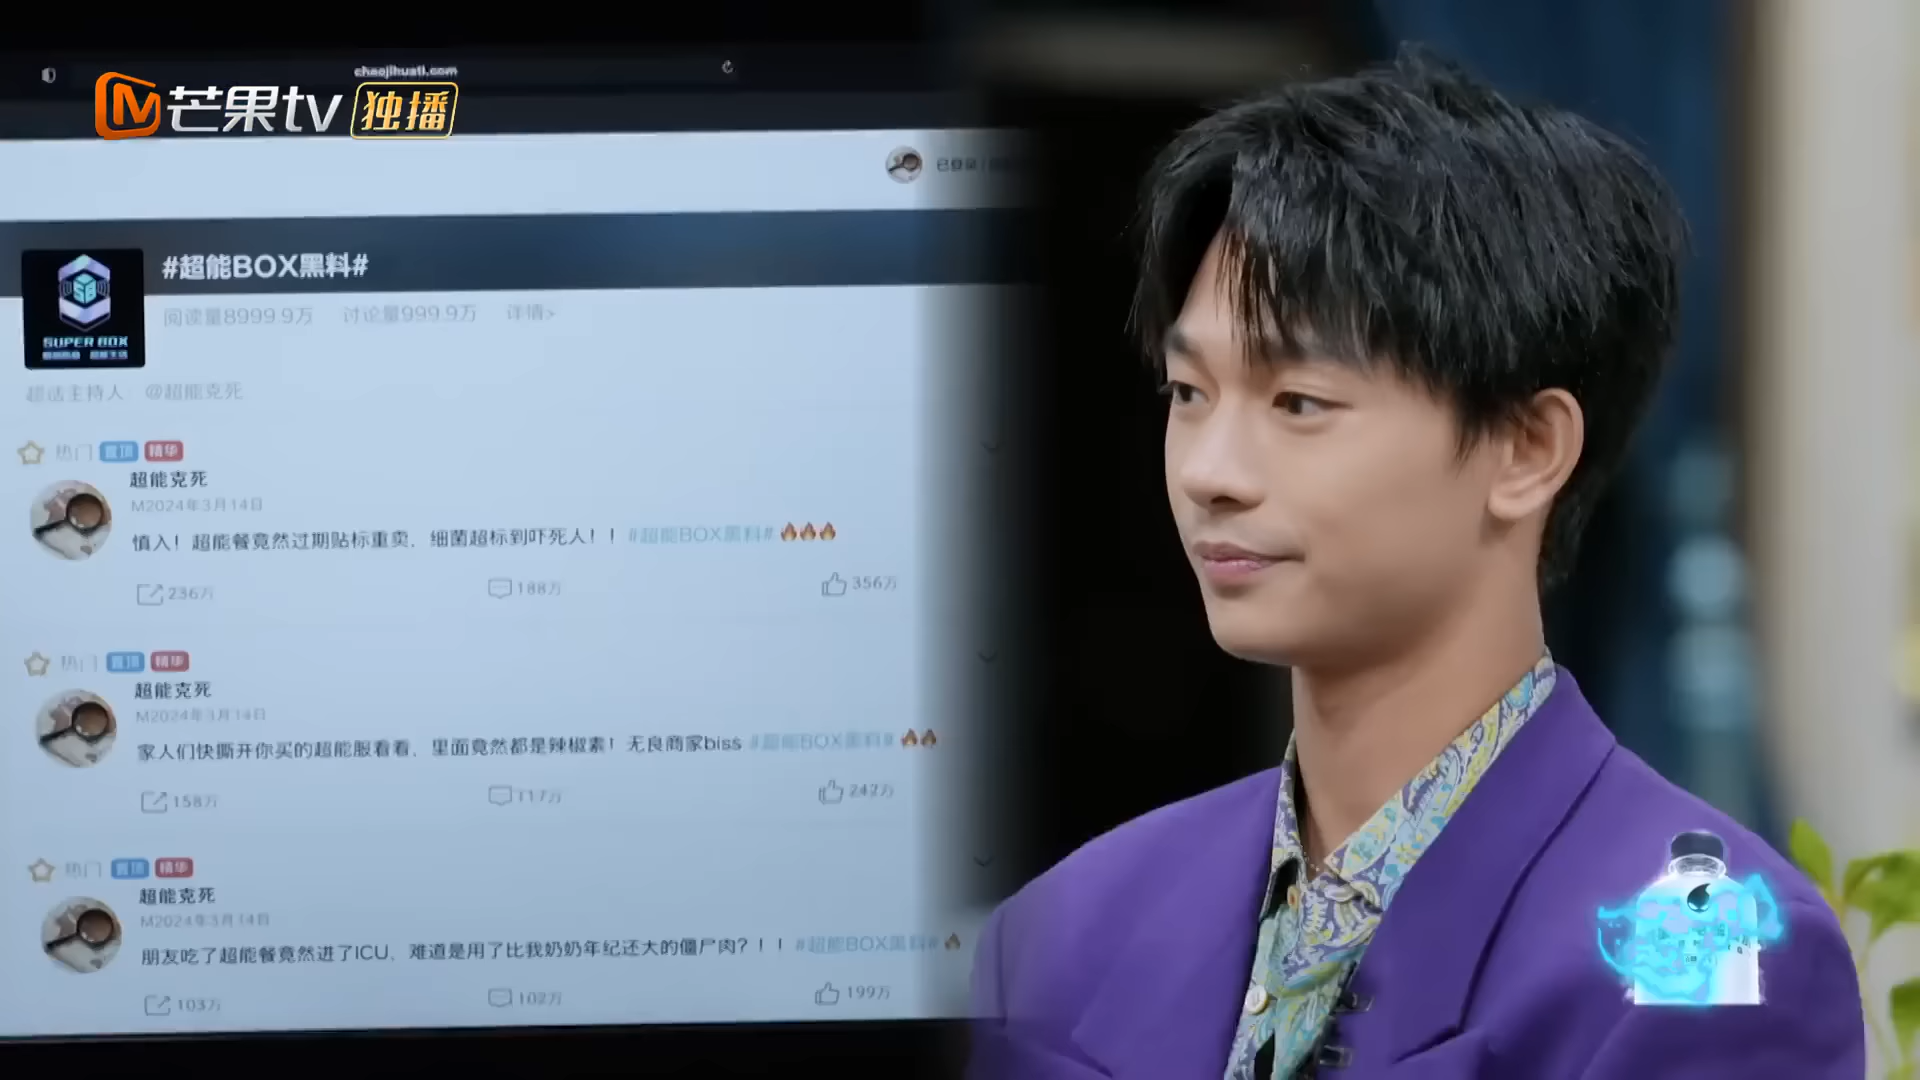 chaojihuati.com
芒果tv 独播
#超能BOX黑料#
阅读量8999.9万 讨论量999.9万 详情>
SUPER BOX
超话主持人 @超能克死
热门 置顶 精华
超能克死
M2024年3月14日
慎入！超能餐竟然过期贴标重卖，细菌超标到吓死人！！#超能BOX黑料#
236万 188万 356万
热门 置顶 精华
超能克死
M2024年3月14日
家人们快撕开你买的超能服看看，里面竟然都是辣椒素！无良商家biss #超能BOX黑料#
158万 117万 242万
热门 置顶 精华
超能克死
M2024年3月14日
朋友吃了超能餐竟然进了ICU，难道是用了比我奶奶年纪还大的僵尸肉？！！#超能BOX黑料#
103万 102万 199万